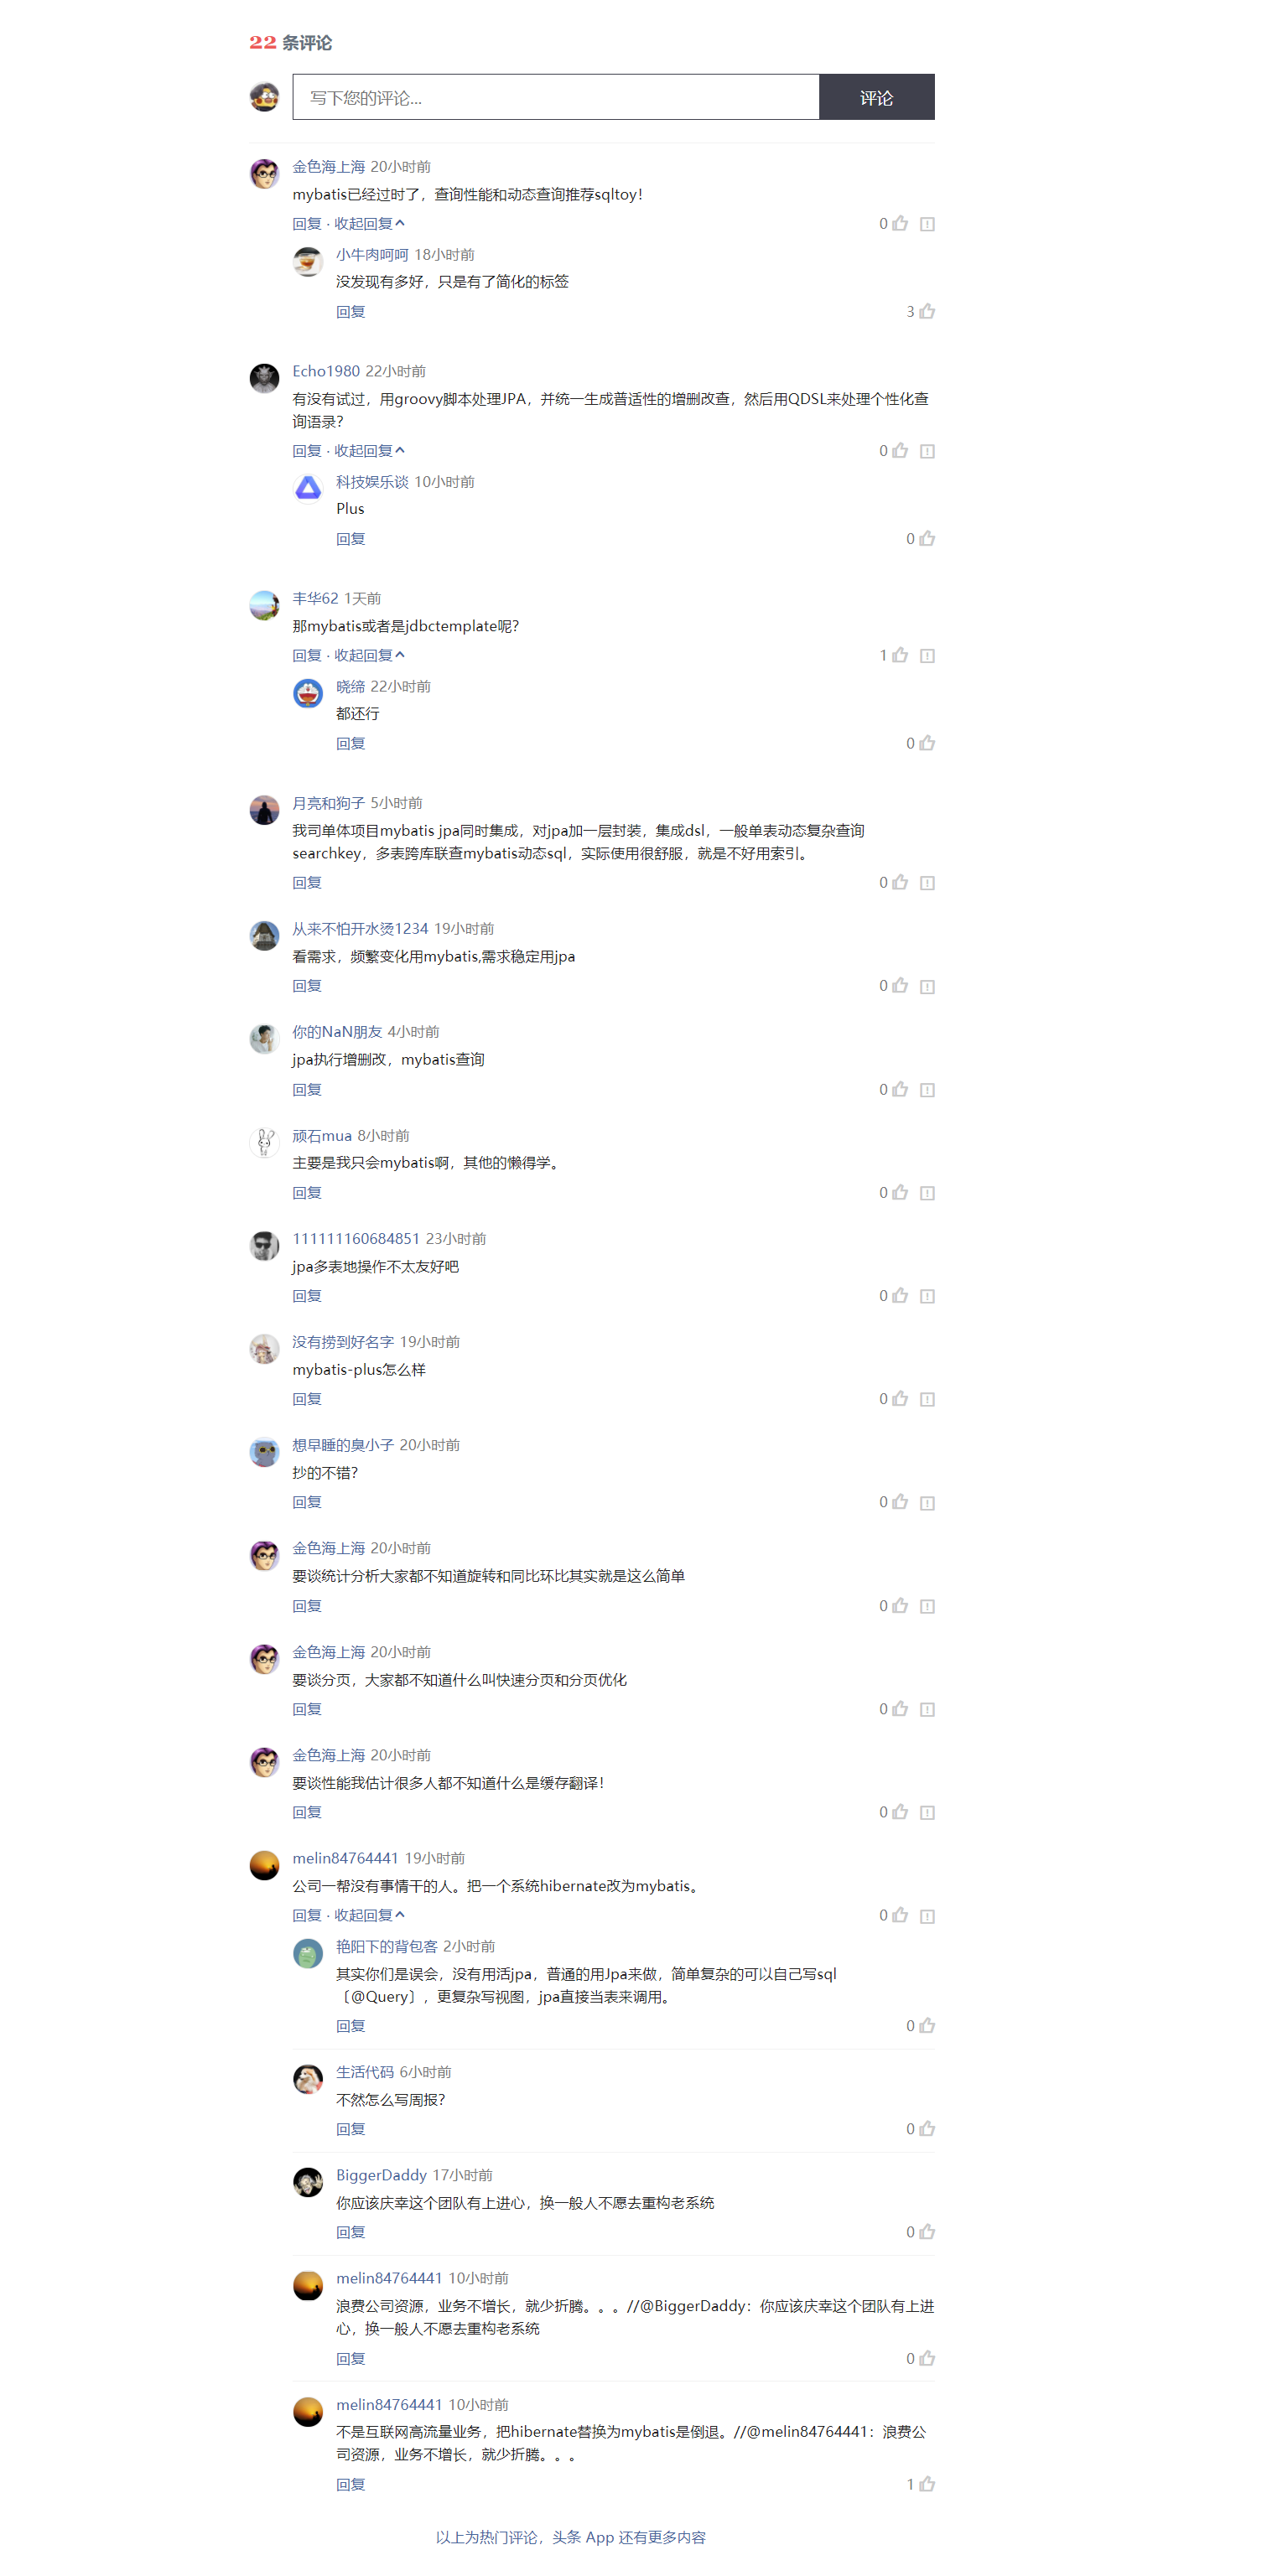 22 条评论
写下您的评论...
评论
金色海上海 20小时前
mybatis已经过时了，查询性能和动态查询推荐sqltoy！
回复 · 收起回复
0
小牛肉呵呵 18小时前
没发现有多好，只是有了简化的标签
回复
3
Echo1980 22小时前
有没有试过，用groovy脚本处理JPA，并统一生成普适性的增删改查，然后用QDSL来处理个性化查
询语录？
回复 · 收起回复
0
科技娱乐谈 10小时前
Plus
回复
0
丰华62 1天前
那mybatis或者是jdbctemplate呢？
回复 · 收起回复
1
晓缔 22小时前
都还行
回复
0
月亮和狗子 5小时前
我司单体项目mybatis jpa同时集成，对jpa加一层封装，集成dsl，一般单表动态复杂查询
searchkey，多表跨库联查mybatis动态sql，实际使用很舒服，就是不好用索引。
回复
0
从来不怕开水烫1234 19小时前
看需求，频繁变化用mybatis,需求稳定用jpa
回复
0
你的NaN朋友 4小时前
jpa执行增删改，mybatis查询
回复
0
顽石mua 8小时前
主要是我只会mybatis啊，其他的懒得学。
回复
0
111111160684851 23小时前
jpa多表地操作不太友好吧
回复
0
没有捞到好名字 19小时前
mybatis-plus怎么样
回复
0
想早睡的臭小子 20小时前
抄的不错？
回复
0
金色海上海 20小时前
要谈统计分析大家都不知道旋转和同比环比其实就是这么简单
回复
0
金色海上海 20小时前
要谈分页，大家都不知道什么叫快速分页和分页优化
回复
0
金色海上海 20小时前
要谈性能我估计很多人都不知道什么是缓存翻译！
回复
0
melin84764441 19小时前
公司一帮没有事情干的人。把一个系统hibernate改为mybatis。
回复 · 收起回复
0
艳阳下的背包客 2小时前
其实你们是误会，没有用活jpa，普通的用Jpa来做，简单复杂的可以自己写sql
〔@Query〕，更复杂写视图，jpa直接当表来调用。
回复
0
生活代码 6小时前
不然怎么写周报？
回复
0
BiggerDaddy 17小时前
你应该庆幸这个团队有上进心，换一般人不愿去重构老系统
回复
0
melin84764441 10小时前
浪费公司资源，业务不增长，就少折腾。。。//@BiggerDaddy：你应该庆幸这个团队有上进
心，换一般人不愿去重构老系统
回复
0
melin84764441 10小时前
不是互联网高流量业务，把hibernate替换为mybatis是倒退。//@melin84764441：浪费公
司资源，业务不增长，就少折腾。。。
回复
1
以上为热门评论，头条 App 还有更多内容